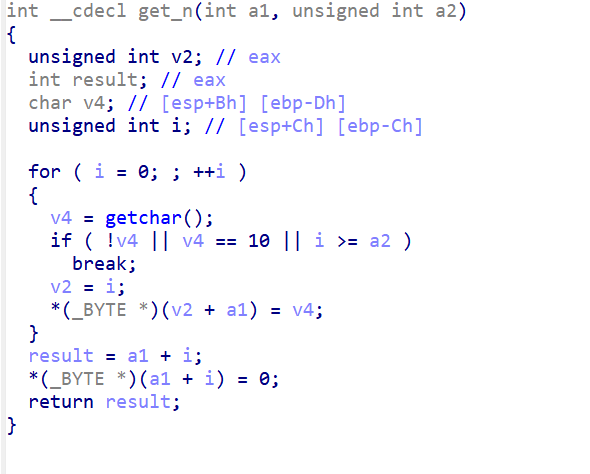 int __cdecl get_n(int a1, unsigned int a2)
{
  unsigned int v2; // eax
  int result; // eax
  char v4; // [esp+Bh] [ebp-Dh]
  unsigned int i; // [esp+Ch] [ebp-Ch]

  for ( i = 0; ; ++i )
  {
    v4 = getchar();
    if ( !v4 || v4 == 10 || i >= a2 )
      break;
    v2 = i;
    *(_BYTE *)(v2 + a1) = v4;
  }
  result = a1 + i;
  *(_BYTE *)(a1 + i) = 0;
  return result;
}